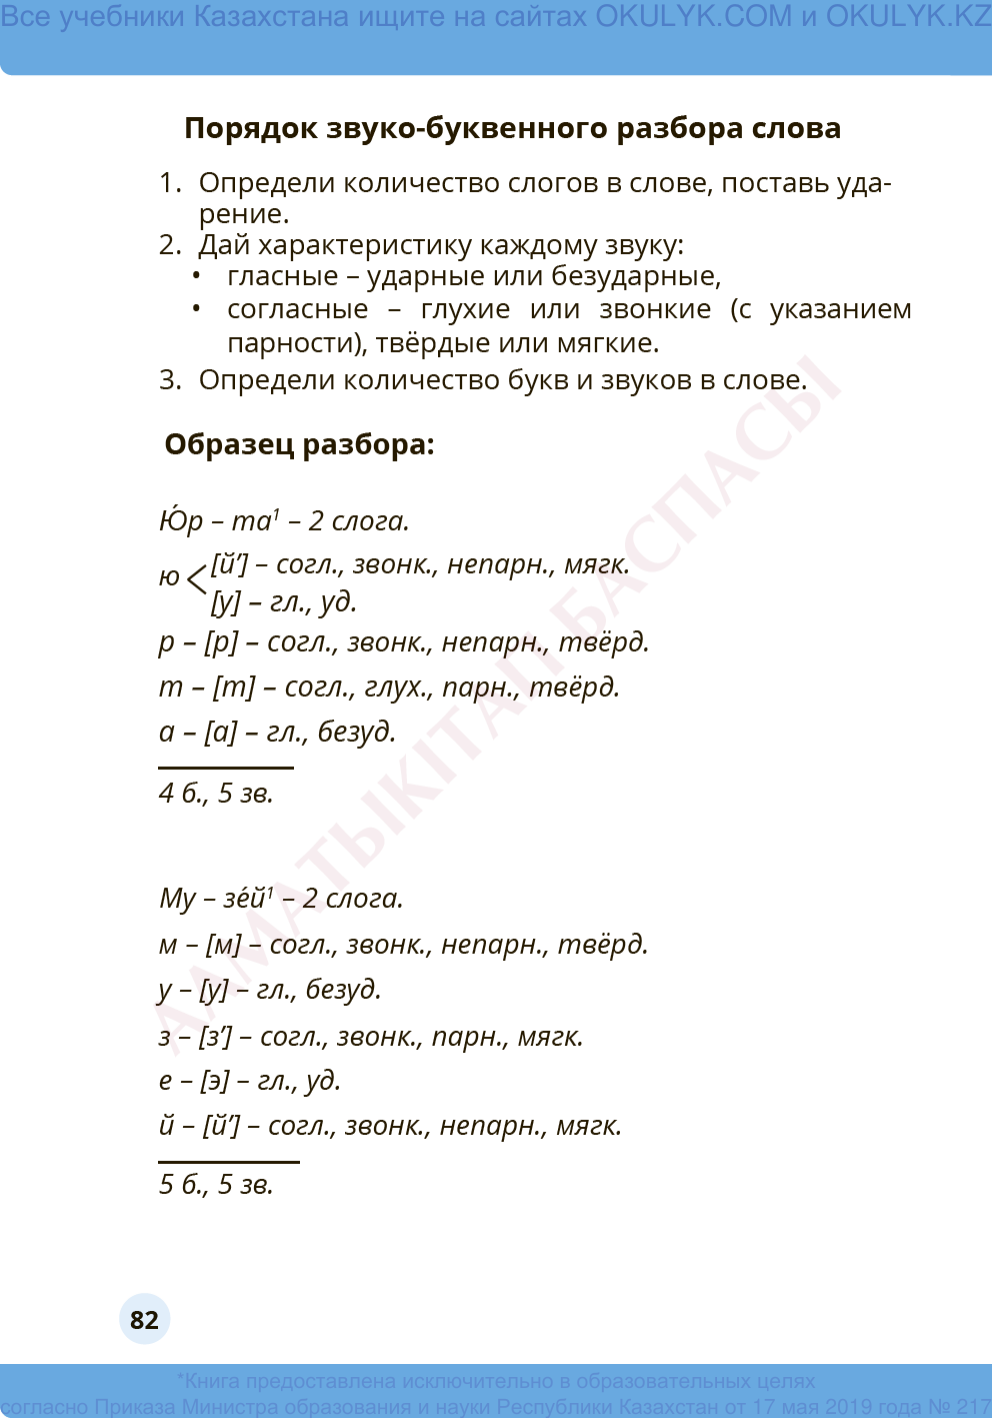 Все учебники Казахстана ищите на сайтах OKULYK.COM и OKULYK.KZ
Порядок звуко-буквенного разбора слова
1. Определи количество слогов в слове, поставь уда-
рение.
2. Дай характеристику каждому звуку:
• гласные – ударные или безударные,
• согласные – глухие или звонкие (с указанием
парности), твёрдые или мягкие.
3. Определи количество букв и звуков в слове.
Образец разбора:
Ю́р – та¹ – 2 слога.
ю < [й’] – согл., звонк., непарн., мягк.
[у] – гл., уд.
р – [р] – согл., звонк., непарн., твёрд.
т – [т] – согл., глух., парн., твёрд.
а – [а] – гл., безуд.
4 б., 5 зв.
Му – зе́й¹ – 2 слога.
м – [м] – согл., звонк., непарн., твёрд.
у – [у] – гл., безуд.
з – [з’] – согл., звонк., парн., мягк.
е – [э] – гл., уд.
й – [й’] – согл., звонк., непарн., мягк.
5 б., 5 зв.
АЛМАТЫКІТАП БАСПАСЫ
82
*Книга предоставлена исключительно в образовательных целях
согласно Приказа Министра образования и науки Республики Казахстан от 17 мая 2019 года № 217